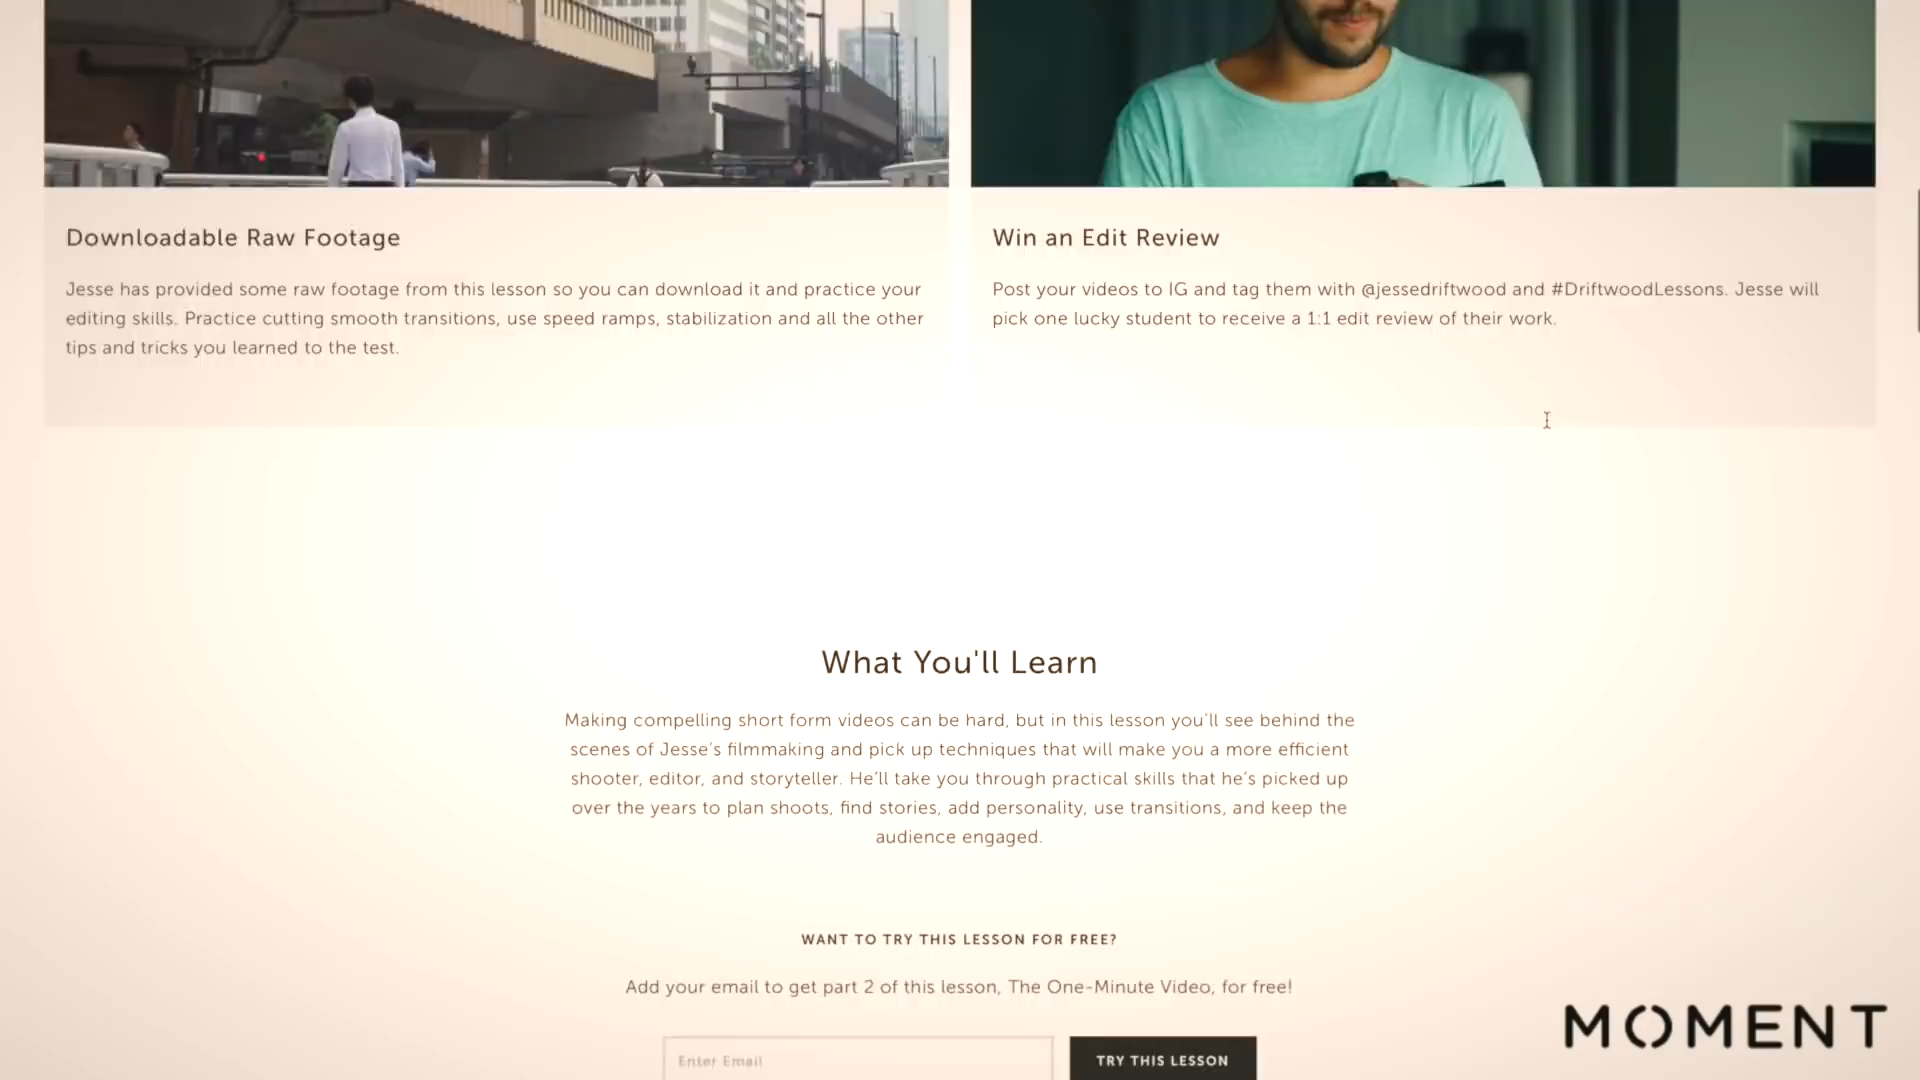 Downloadable Raw Footage
Jesse has provided some raw footage from this lesson so you can download it and practice your
editing skills. Practice cutting smooth transitions, use speed ramps, stabilization and all the other
tips and tricks you learned to the test.
Win an Edit Review
Post your videos to IG and tag them with @jessedriftwood and #DriftwoodLessons. Jesse will
pick one lucky student to receive a 1:1 edit review of their work.
What You'll Learn
Making compelling short form videos can be hard, but in this lesson you'll see behind the
scenes of Jesse's filmmaking and pick up techniques that will make you a more efficient
shooter, editor, and storyteller. He'll take you through practical skills that he's picked up
over the years to plan shoots, find stories, add personality, use transitions, and keep the
audience engaged.
WANT TO TRY THIS LESSON FOR FREE?
Add your email to get part 2 of this lesson, The One-Minute Video, for free!
Enter Email
TRY THIS LESSON
MOMENT